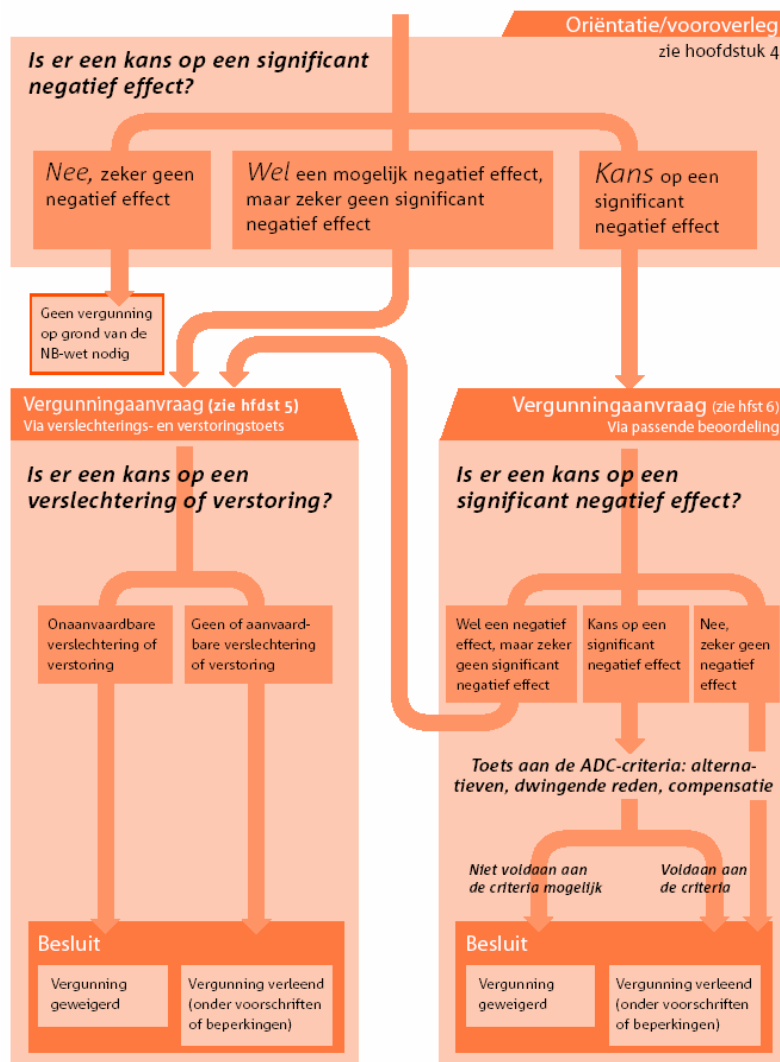 Oriëntatie/vooroverleg
zie hoofdstuk 4
Is er een kans op een significant
negatief effect?
Nee, zeker geen
negatief effect
Wel een mogelijk negatief effect,
maar zeker geen significant
negatief effect
Kans op een
significant
negatief effect
Geen vergunning
op grond van de
NB-wet nodig
Vergunningaanvraag (zie hfdst 5)
Via verslechterings- en verstoringstoets
Is er een kans op een
verslechtering of verstoring?
Onaanvaardbare
verslechtering of
verstoring
Geen of aanvaard-
bare verslechtering
of verstoring
Besluit
Vergunning
geweigerd
Vergunning verleend
(onder voorschriften
of beperkingen)
Vergunningaanvraag (zie hfst 6)
Via passende beoordeling
Is er een kans op een
significant negatief effect?
Wel een negatief
effect, maar zeker
geen significant
negatief effect
Kans op een
significant
negatief effect
Nee,
zeker geen
negatief
effect
Toets aan de ADC-criteria: alterna-
tieven, dwingende reden, compensatie
Niet voldaan aan
de criteria mogelijk
Voldaan aan
de criteria
Besluit
Vergunning
geweigerd
Vergunning verleend
(onder voorschriften
of beperkingen)